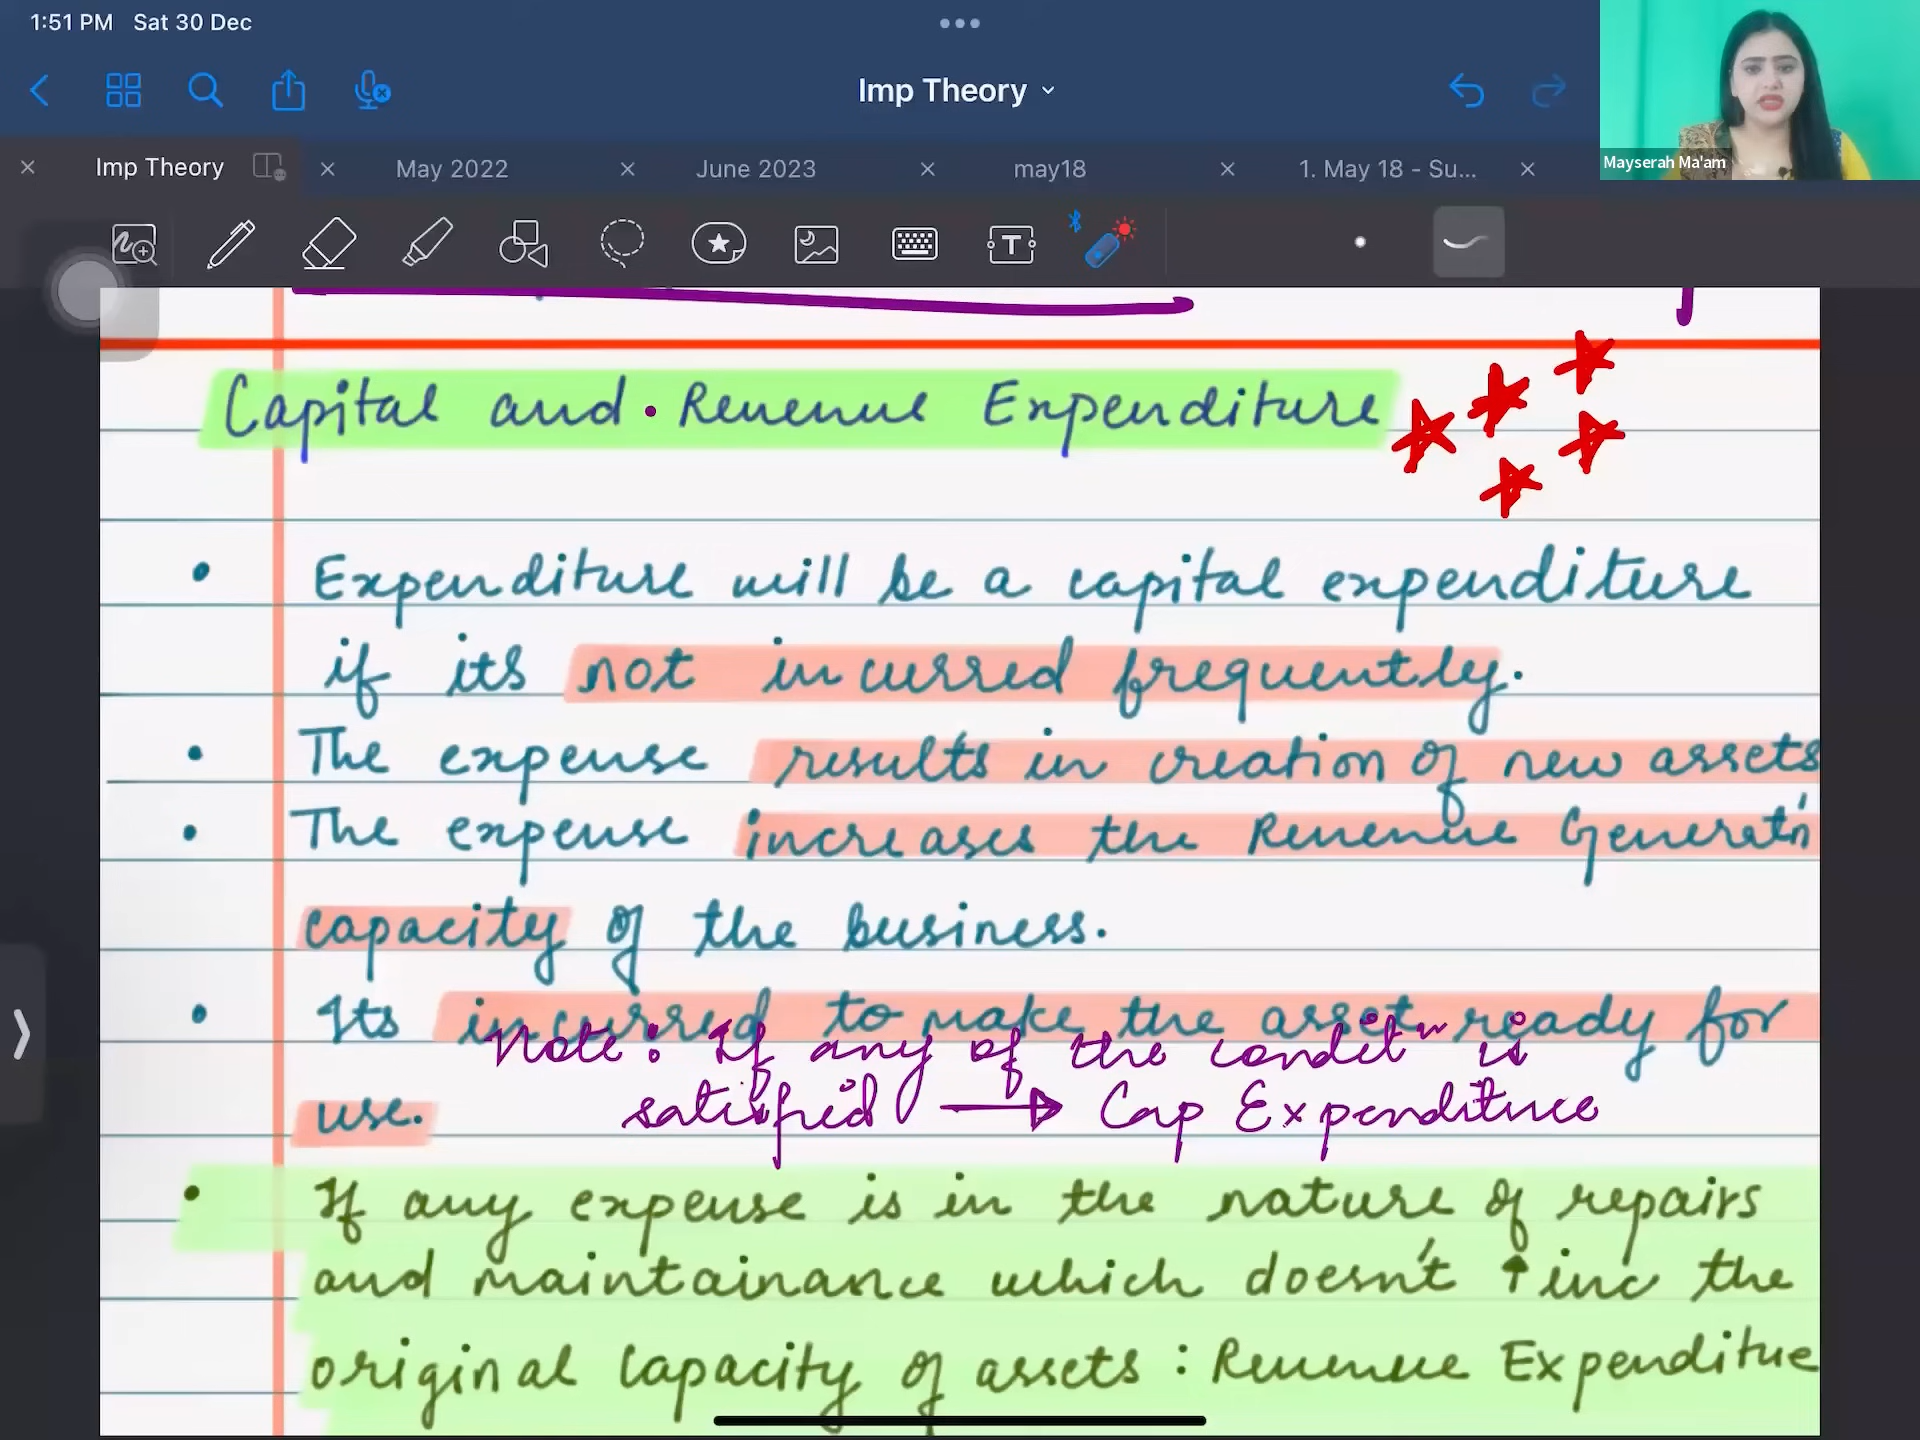 1:51 PM Sat 30 Dec
Imp Theory
Mayserah Ma'am
Imp Theory
May 2022
June 2023
may18
1. May 18 - Su...
T
Capital and Revenue Expenditure
• Expenditure will be a capital expenditure
if its not incurred frequently.
• The expense results in creation of new assets
• The expense increases the Revenue Generatn
capacity of the business.
• Its incurred to make the asset ready for
use.
Note: If any of the conditn is
satisfied → Cap Expenditure
• If any expense is in the nature of repairs
and maintainance which doesn't ↑ inc the
original capacity of assets : Revenue Expenditue